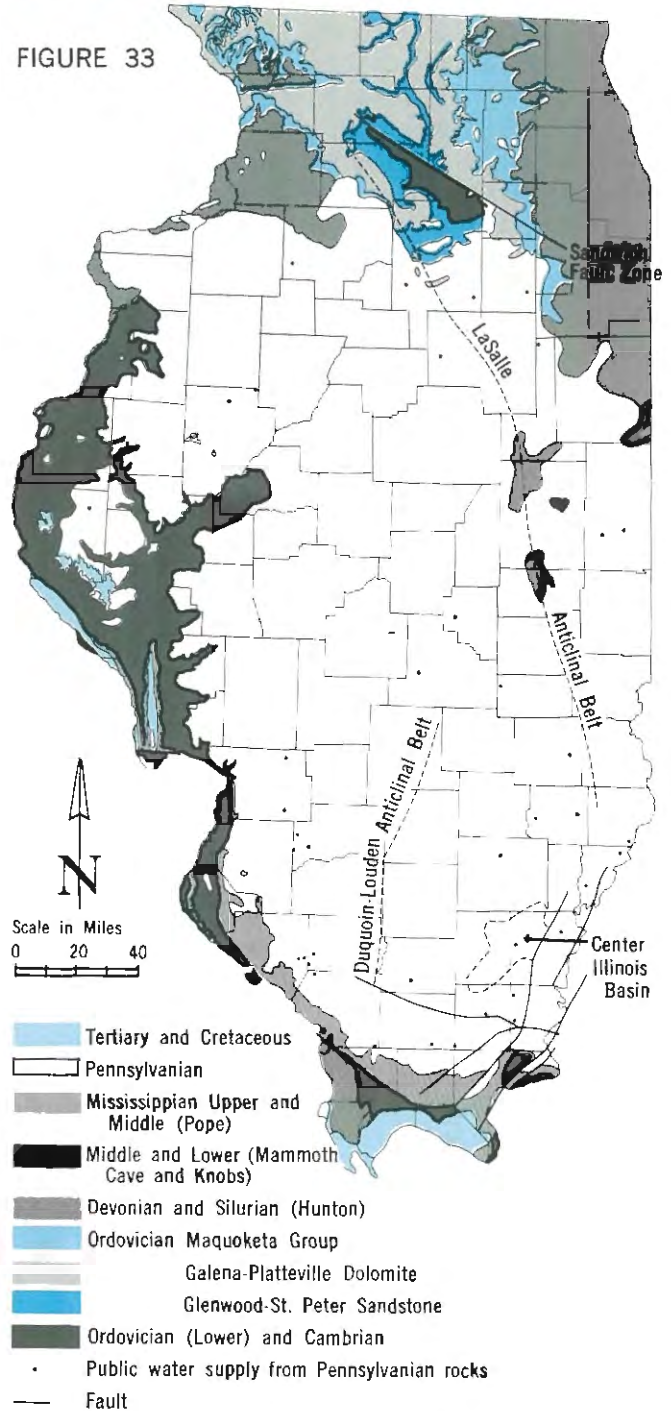 FIGURE 33
Sandwich
Fault Zone
LaSalle
Anticlinal Belt
Duquoin-Louden Anticlinal Belt
Center
Illinois
Basin
N
Scale in Miles
0 20 40
Tertiary and Cretaceous
Pennsylvanian
Mississippian Upper and
Middle (Pope)
Middle and Lower (Mammoth
Cave and Knobs)
Devonian and Silurian (Hunton)
Ordovician Maquoketa Group
Galena-Platteville Dolomite
Glenwood-St. Peter Sandstone
Ordovician (Lower) and Cambrian
Public water supply from Pennsylvanian rocks
Fault